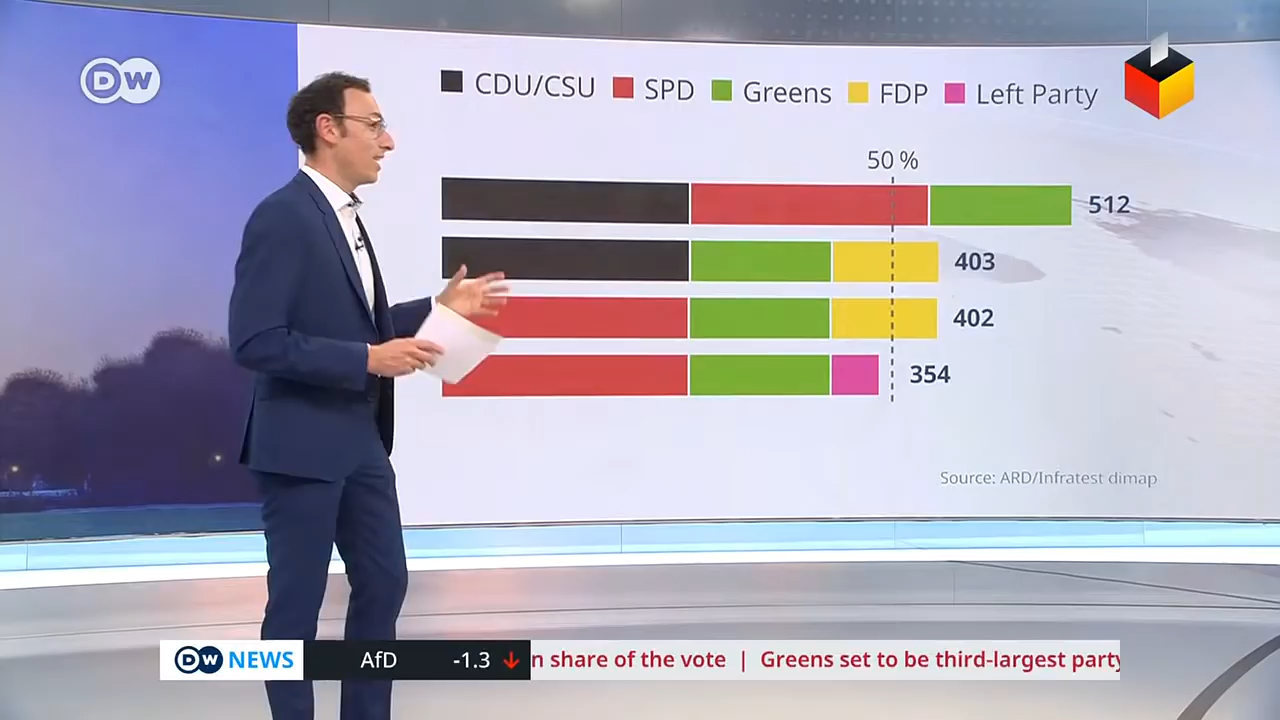 DW
CDU/CSU SPD Greens FDP Left Party
50 %
512
403
402
354
Source: ARD/Infratest dimap
DW NEWS AfD -1.3 n share of the vote | Greens set to be third-largest party